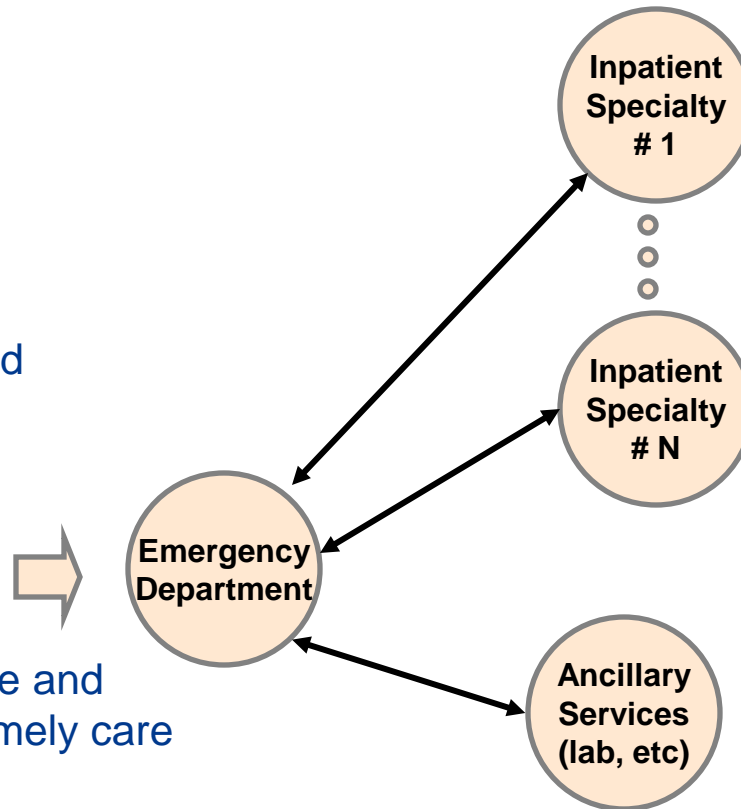 Inpatient
Specialty
# 1
d
Inpatient
Specialty
# N
Emergency
Department
e and
mely care
Ancillary
Services
(lab, etc)